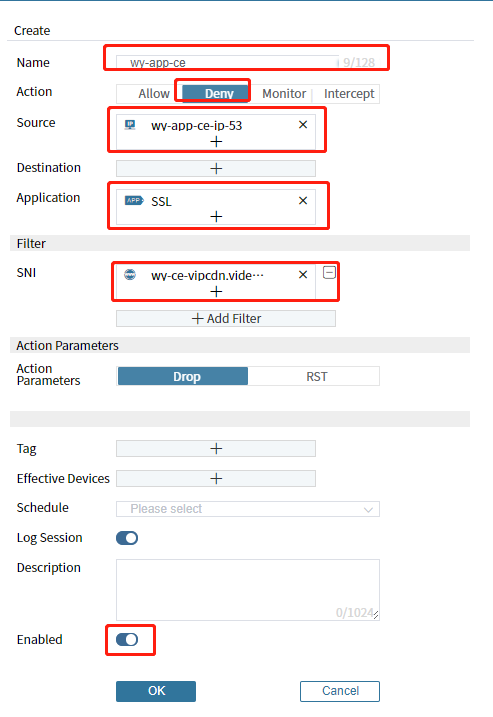 Create
Name wy-app-ce 9/128
Action Allow Deny Monitor Intercept
Source IP wy-app-ce-ip-53
Destination
Application APP SSL
Filter
SNI wy-ce-vipcdn.vide···
Add Filter
Action Parameters
Action Parameters Drop RST
Tag
Effective Devices
Schedule Please select
Log Session
Description
0/1024
Enabled
OK Cancel